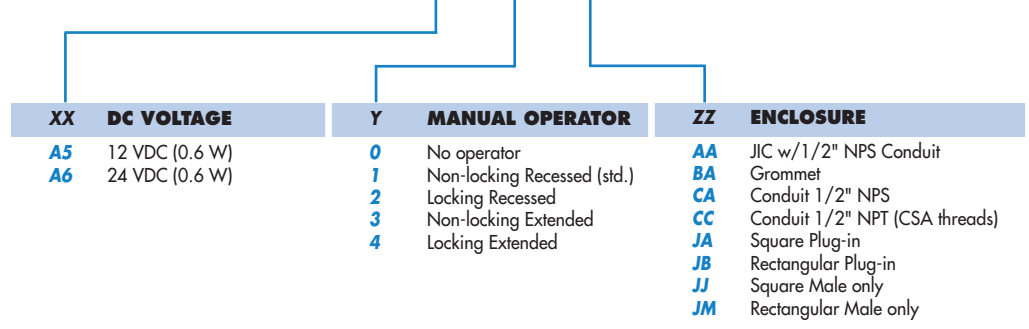 XX DC VOLTAGE
A5 12 VDC (0.6 W)
A6 24 VDC (0.6 W)
Y MANUAL OPERATOR
0 No operator
1 Non-locking Recessed (std.)
2 Locking Recessed
3 Non-locking Extended
4 Locking Extended
ZZ ENCLOSURE
AA JIC w/1/2" NPS Conduit
BA Grommet
CA Conduit 1/2" NPS
CC Conduit 1/2" NPT (CSA threads)
JA Square Plug-in
JB Rectangular Plug-in
JJ Square Male only
JM Rectangular Male only